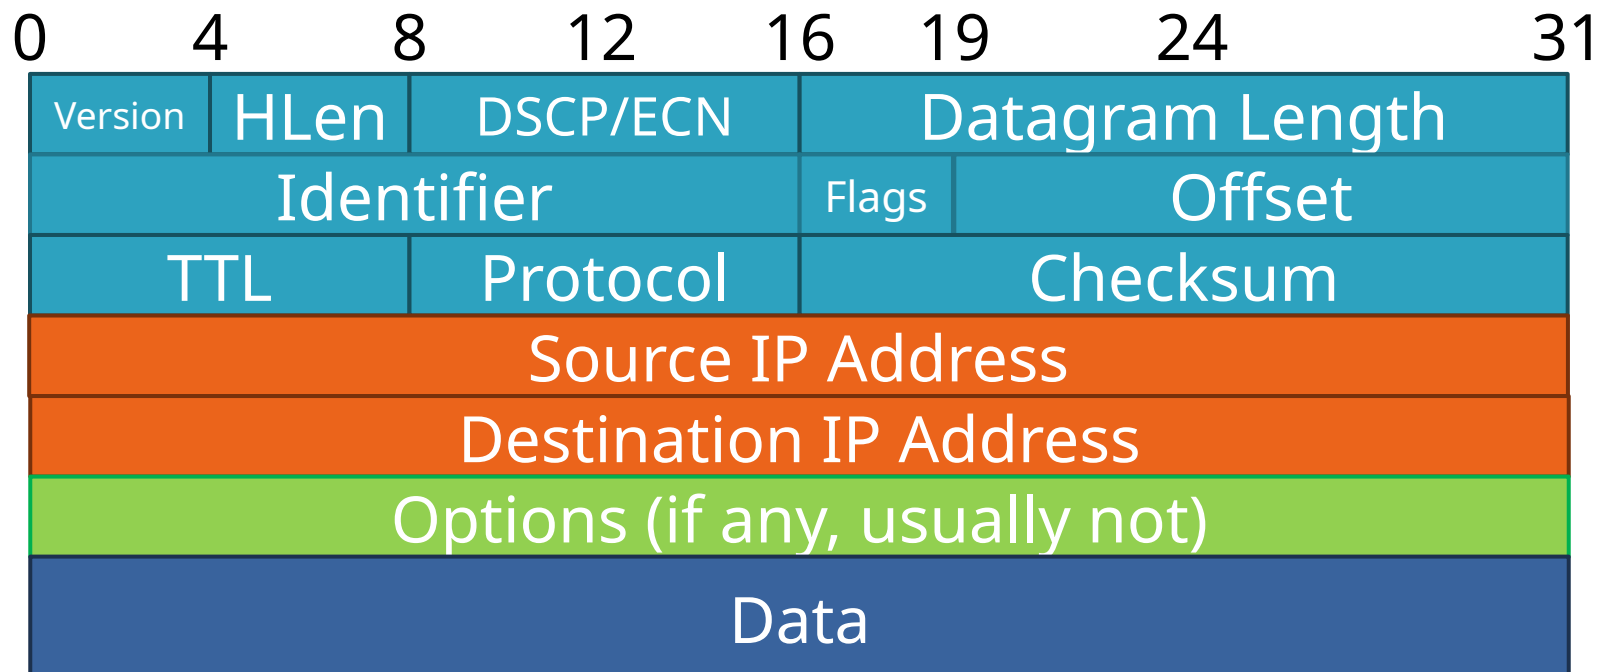 0 4 8 12 16 19 24 31
Version HLen DSCP/ECN Datagram Length
Identifier Flags Offset
TTL Protocol Checksum
Source IP Address
Destination IP Address
Options (if any, usually not)
Data